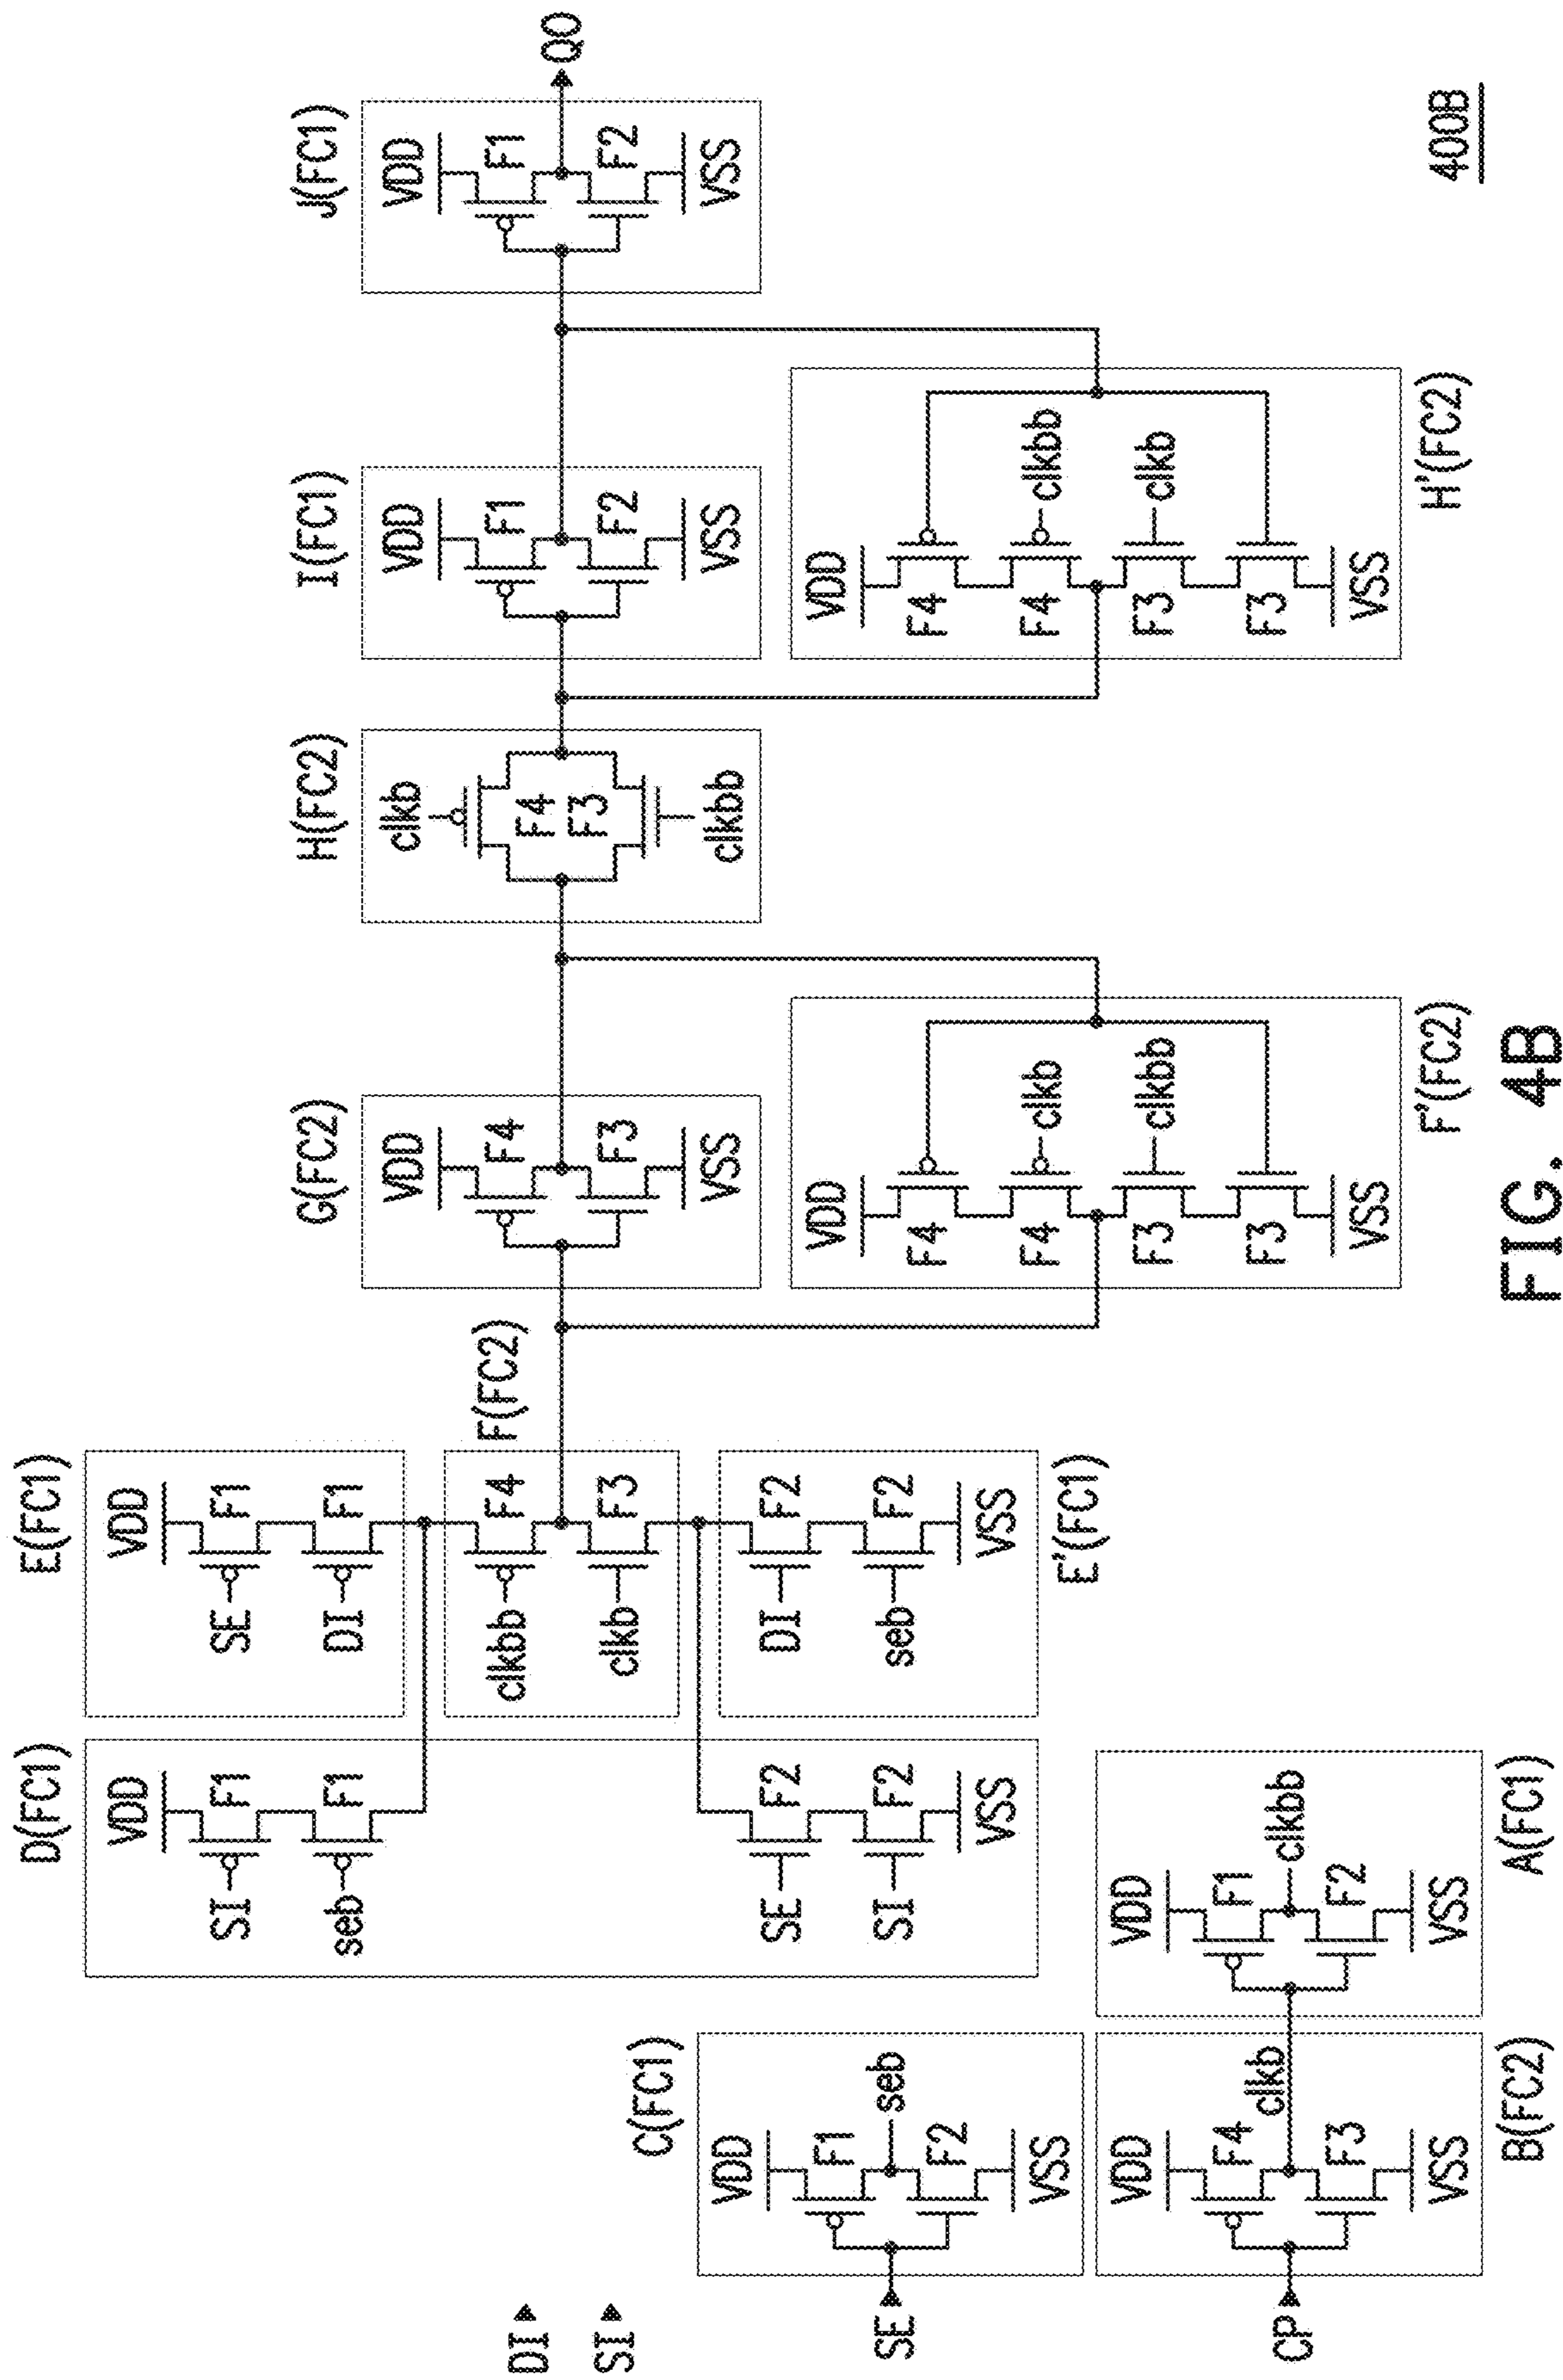 DI
SI
SE
CP
C(FC1)
VDD
F1
seb
F2
VSS
B(FC2)
VDD
F4
clkb
F3
VSS
A(FC1)
VDD
F1
clkbb
F2
VSS
D(FC1)
VDD
SI
F1
seb
F1
SE
F2
SI
F2
VSS
E(FC1)
VDD
SE
F1
DI
F1
F(FC2)
clkbb
F4
clkb
F3
E'(FC1)
DI
F2
seb
F2
VSS
G(FC2)
VDD
F4
F3
VSS
F'(FC2)
VDD
F4
F4
clkb
F3
clkbb
F3
VSS
H(FC2)
clkb
F4
F3
clkbb
I(FC1)
VDD
F1
F2
VSS
H'(FC2)
VDD
F4
F4
clkbb
F3
clkb
F3
VSS
J(FC1)
VDD
F1
F2
VSS
QO
400B
FIG. 4B